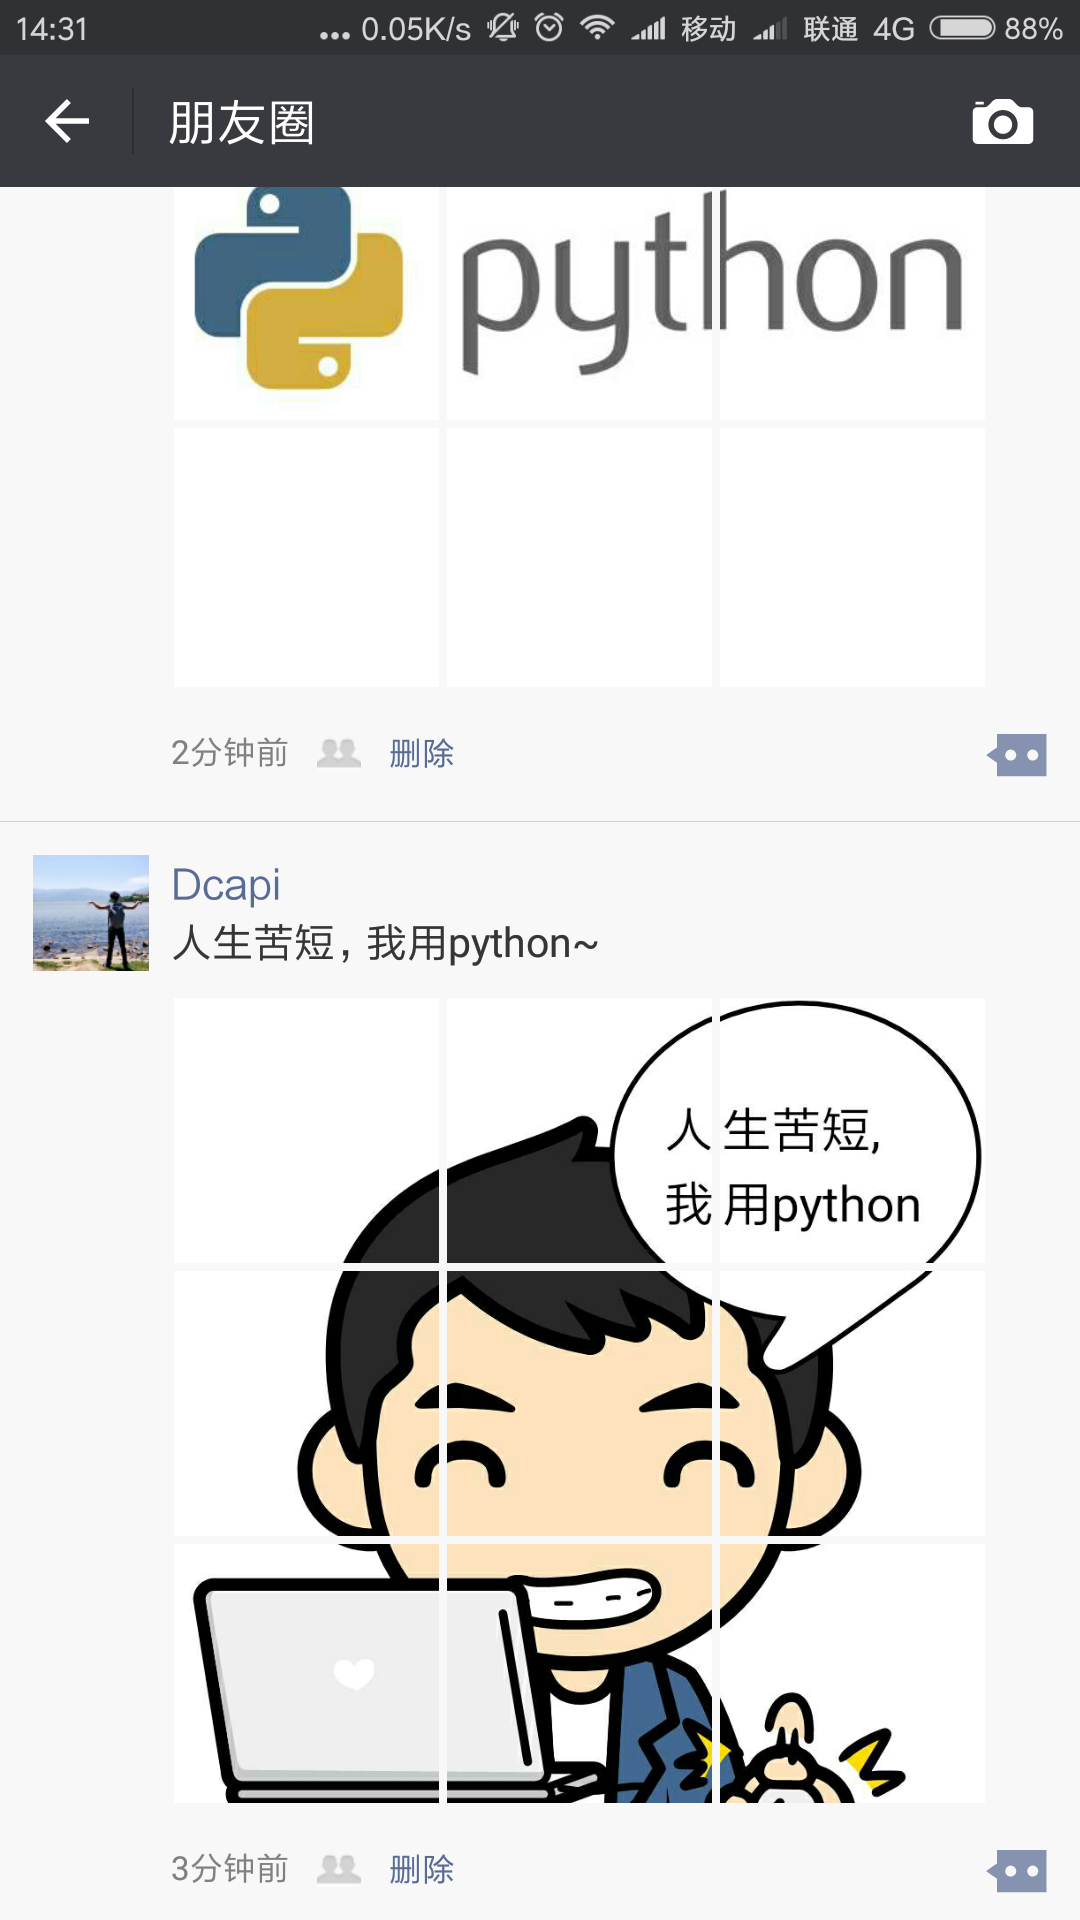 14:31 ... 0.05K/s 移动 联通 4G 88%
朋友圈
python
2分钟前 删除
Dcapi
人生苦短，我用python~
人生苦短,
我用python
3分钟前 删除